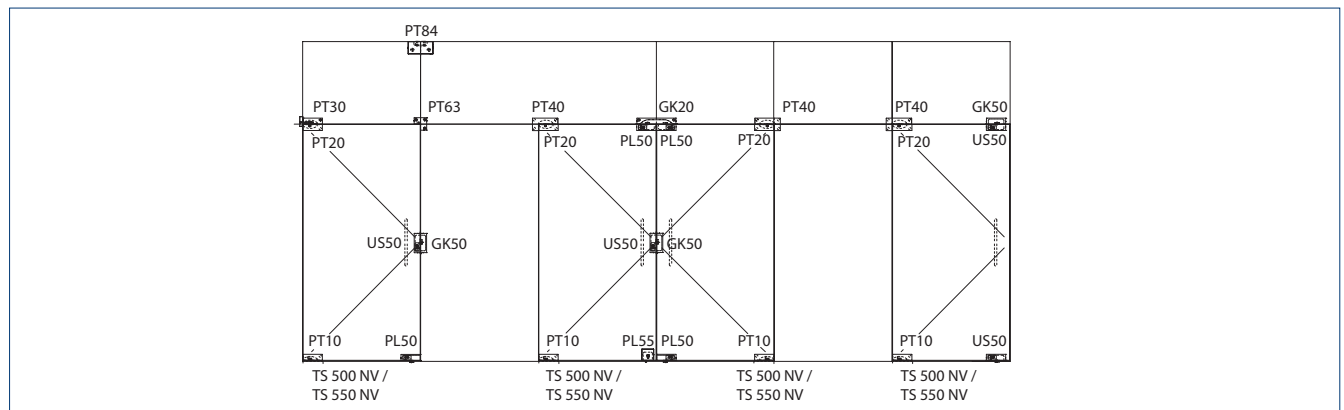 PT84
PT30 PT63 PT40 GK20 PT40 PT40 GK50
PT20 PT20 PL50 PL50 PT20 PT20 US50
US50 GK50 US50 GK50
PT10 PL50 PT10 PL55 PL50 PT10 PT10 US50
TS 500 NV / TS 500 NV / TS 500 NV / TS 500 NV /
TS 550 NV TS 550 NV TS 550 NV TS 550 NV